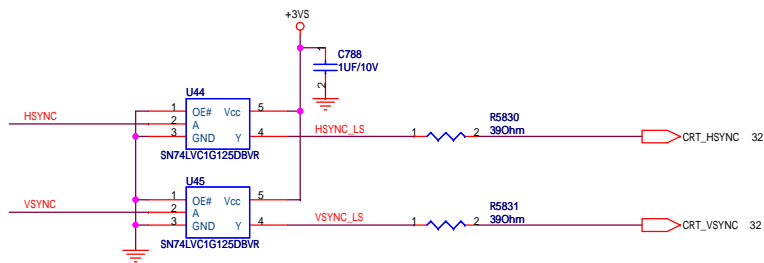 +3VS
1
C788
1UF/10V
2
U44
1 OE# Vcc 5
HSYNC 2 A
3 GND Y 4 HSYNC_LS 1 2 R5830
39Ohm
CRT_HSYNC 32
SN74LVC1G125DBVR
U45
1 OE# Vcc 5
VSYNC 2 A
3 GND Y 4 VSYNC_LS 1 2 R5831
39Ohm
CRT_VSYNC 32
SN74LVC1G125DBVR